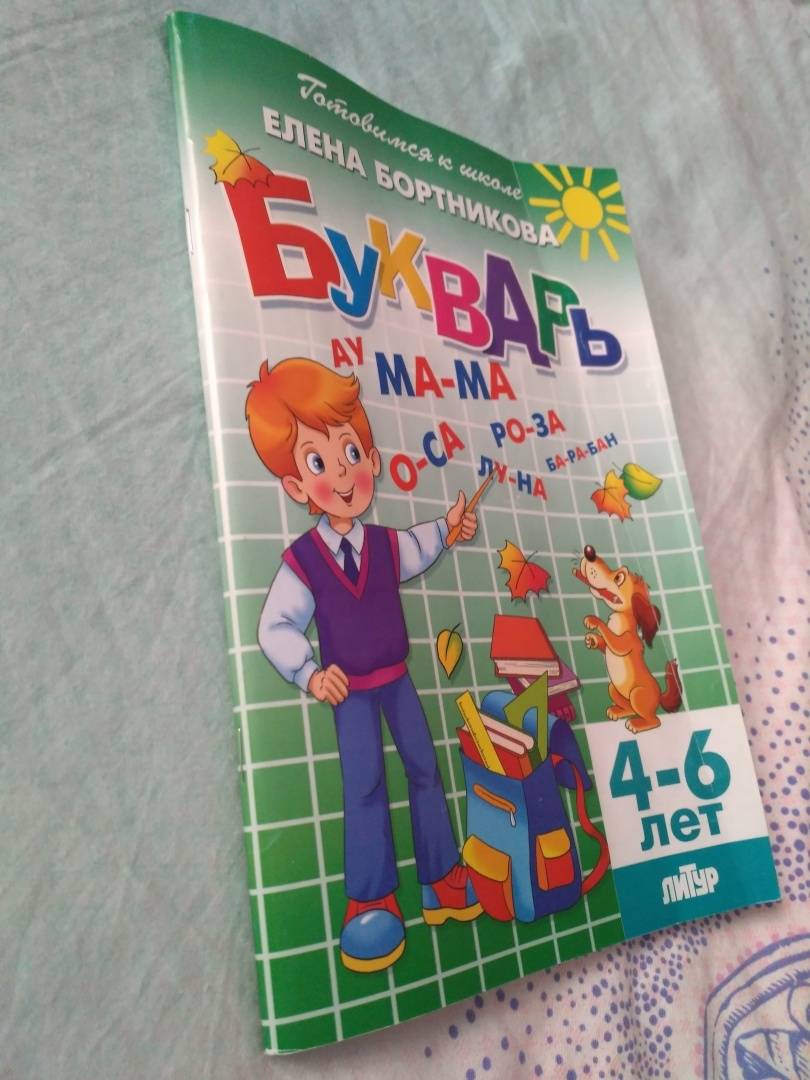 Готовимся к школе
ЕЛЕНА БОРТНИКОВА
БУКВАРЬ
АУ
МА-МА
О-СА
РО-ЗА
ЛУ-НА
БА-РА-БАН
4-6
лет
ЛИТУР